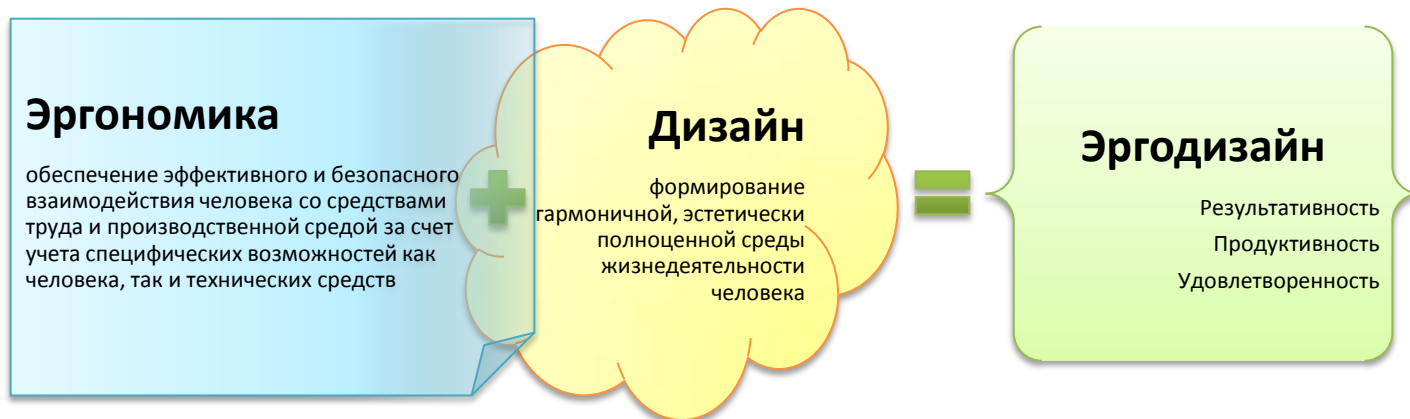 Эргономика
обеспечение эффективного и безопасного
взаимодействия человека со средствами
труда и производственной средой за счет
учета специфических возможностей как
человека, так и технических средств
Дизайн
формирование
гармоничной, эстетически
полноценной среды
жизнедеятельности
человека
Эргодизайн
Результативность
Продуктивность
Удовлетворенность